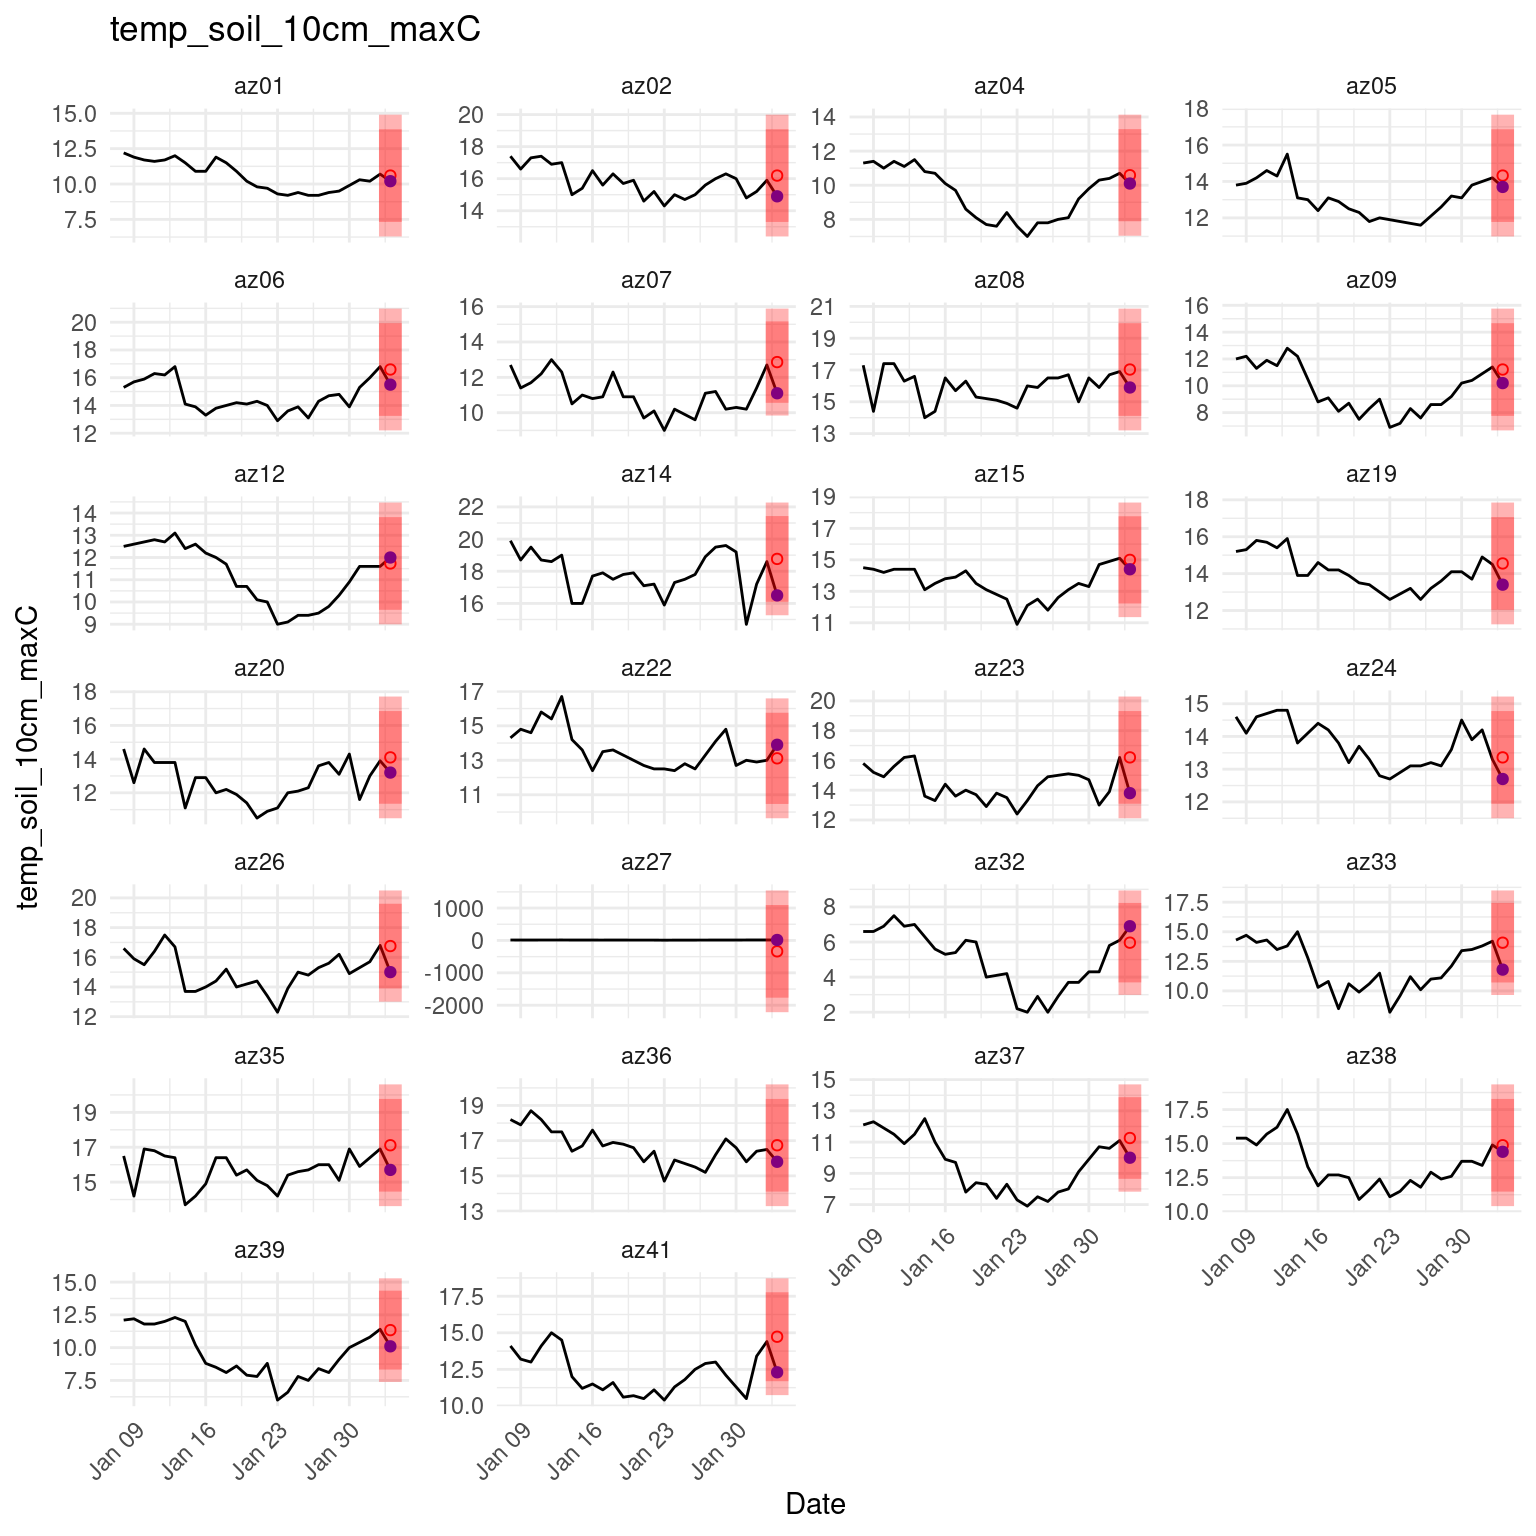 temp_soil_10cm_maxC
az01 az02 az04 az05
15.0 12.5 10.0 7.5
20 18 16 14
14 12 10 8
18 16 14 12
az06 az07 az08 az09
20 18 16 14 12
16 14 12 10
21 19 17 15 13
16 14 12 10 8
az12 az14 az15 az19
14 13 12 11 10 9
22 20 18 16
19 17 15 13 11
18 16 14 12
az20 az22 az23 az24
18 16 14 12
17 15 13 11
20 18 16 14 12
15 14 13 12
az26 az27 az32 az33
20 18 16 14 12
1000 0 -1000 -2000
8 6 4 2
17.5 15.0 12.5 10.0
az35 az36 az37 az38
19 17 15
19 17 15 13
15 13 11 9 7
17.5 15.0 12.5 10.0
Jan 09 Jan 16 Jan 23 Jan 30
Jan 09 Jan 16 Jan 23 Jan 30
az39 az41
15.0 12.5 10.0 7.5
17.5 15.0 12.5 10.0
Jan 09 Jan 16 Jan 23 Jan 30
Jan 09 Jan 16 Jan 23 Jan 30
temp_soil_10cm_maxC
Date